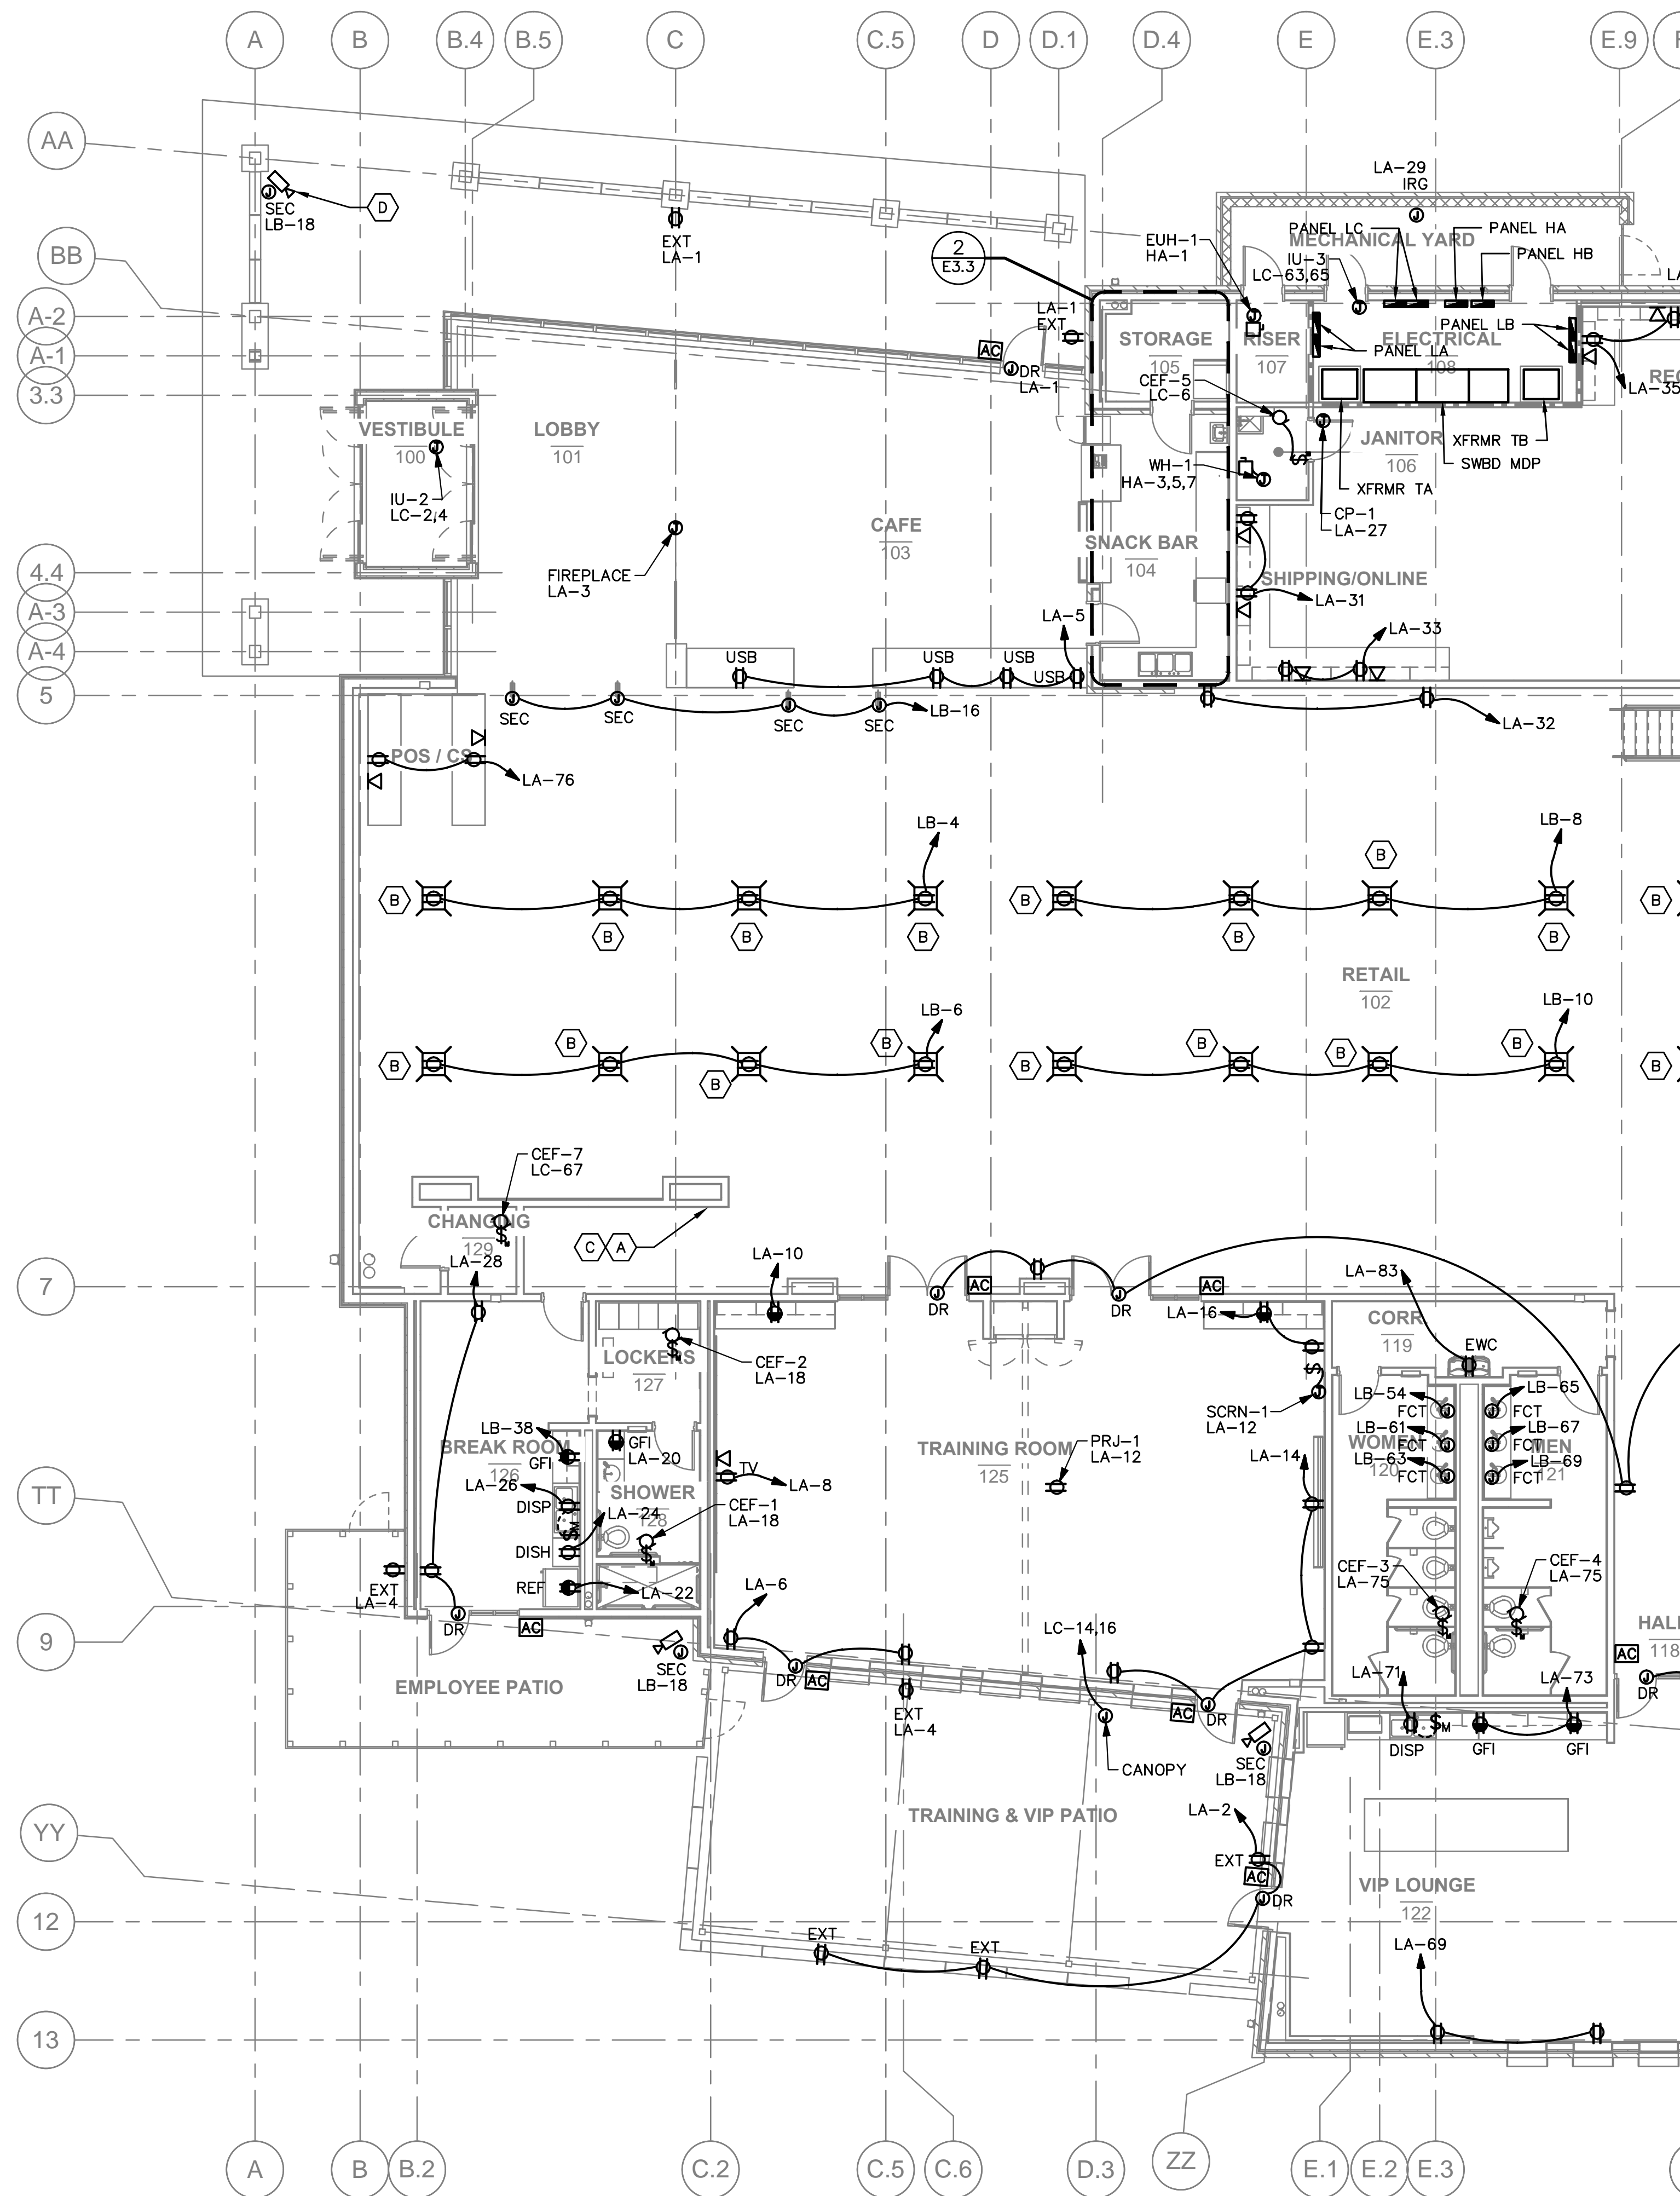 A
B
B.4
B.5
C
C.5
D
D.1
D.4
E
E.3
E.9
AA
LA-29
IRG
D
SEC
LB-18
EXT
LA-1
2
E3.3
EUH-1
HA-1
PANEL LC
PANEL HA
MECHANICAL YARD
PANEL HB
IU-3
LC-63,65
BB
A-2
A-1
3.3
LA-1
EXT
AC
DR
LA-1
STORAGE
105
RISER
107
PANEL LB
ELECTRICAL
108
PANEL LA
CEF-5
LC-6
LA-35
VESTIBULE
100
LOBBY
101
JANITOR
106
XFRMR TB
SWBD MDP
XFRMR TA
WH-1
HA-3,5,7
CP-1
LA-27
IU-2
LC-2,4
CAFE
103
SNACK BAR
104
FIREPLACE
LA-3
SHIPPING/ONLINE
LA-31
4.4
A-3
A-4
5
LA-5
LA-33
USB
USB
USB
USB
SEC
SEC
SEC
SEC
LB-16
LA-32
POS / CS
LA-76
LB-4
LB-8
B
B
B
B
B
B
B
B
B
B
RETAIL
102
LB-6
LB-10
B
B
B
B
B
B
B
B
B
CEF-7
LC-67
CHANGING
129
C
A
LA-28
LA-10
7
AC
AC
DR
DR
LA-83
LA-16
CORR
119
EWC
LOCKERS
127
CEF-2
LA-18
SCRN-1
LA-12
LB-54
FCT
LB-65
FCT
LB-61
FCT
LB-67
FCT
WOMEN
120
MEN
121
LB-63
FCT
LB-69
FCT
LB-38
GFI
BREAK ROOM
126
GFI
LA-20
TRAINING ROOM
125
PRJ-1
LA-12
LA-14
TV
LA-8
LA-26
DISP
SHOWER
128
LA-24
CEF-1
LA-18
M
DISH
REF
LA-22
TT
EXT
LA-4
DR
AC
LA-6
CEF-3
LA-75
CEF-4
LA-75
9
SEC
LB-18
DR
AC
LC-14,16
HALL
118
AC
DR
EMPLOYEE PATIO
EXT
LA-4
AC
DR
LA-71
LA-73
M
DISP
GFI
GFI
CANOPY
SEC
LB-18
TRAINING & VIP PATIO
LA-2
EXT
AC
DR
YY
VIP LOUNGE
122
12
EXT
EXT
LA-69
13
A
B
B.2
C.2
C.5
C.6
D.3
ZZ
E.1
E.2
E.3